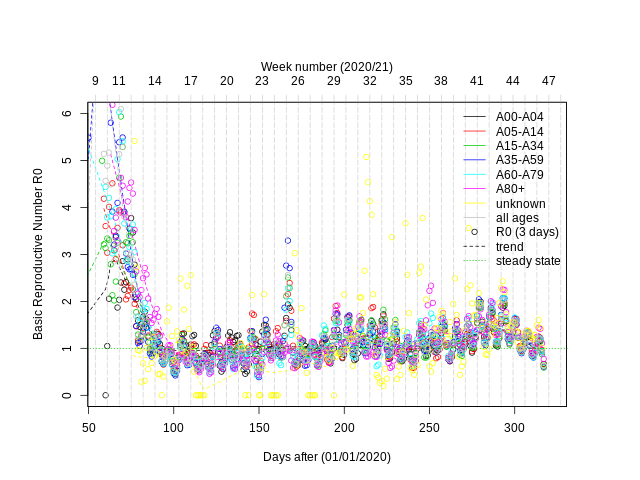 Week number (2020/21)
9 11 14 17 20 23 26 29 32 35 38 41 44 47
Basic Reproductive Number R0
6
5
4
3
2
1
0
A00-A04
A05-A14
A15-A34
A35-A59
A60-A79
A80+
unknown
all ages
R0 (3 days)
trend
steady state
50 100 150 200 250 300
Days after (01/01/2020)